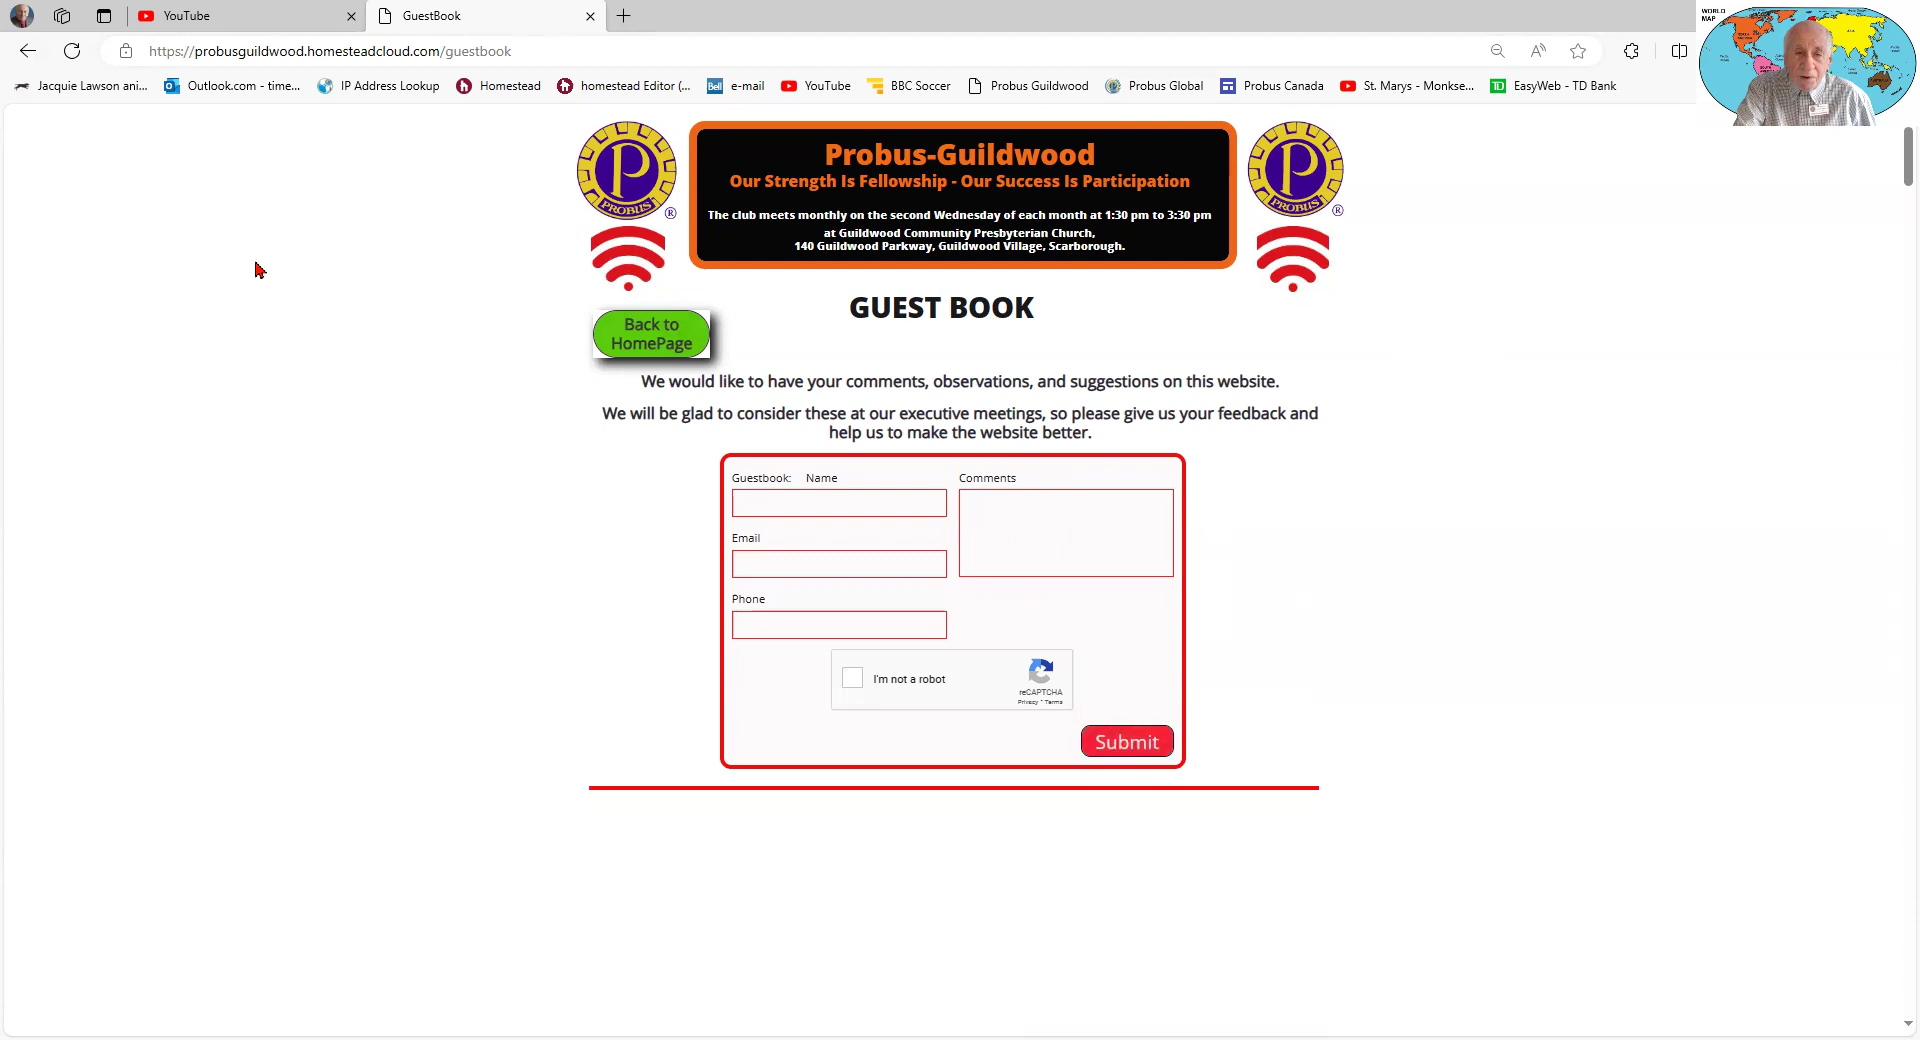 YouTube
GuestBook
WORLD
MAP
https://probusguildwood.homesteadcloud.com/guestbook
Jacquie Lawson ani...
Outlook.com - time...
IP Address Lookup
Homestead
homestead Editor (...
Bell
e-mail
YouTube
BBC Soccer
Probus Guildwood
Probus Global
Probus Canada
St. Marys - Monkse...
TD
EasyWeb - TD Bank
P
PROBUS
®
Probus-Guildwood
Our Strength Is Fellowship - Our Success Is Participation
The club meets monthly on the second Wednesday of each month at 1:30 pm to 3:30 pm
at Guildwood Community Presbyterian Church,
140 Guildwood Parkway, Guildwood Village, Scarborough.
P
PROBUS
®
GUEST BOOK
Back to
HomePage
We would like to have your comments, observations, and suggestions on this website.
We will be glad to consider these at our executive meetings, so please give us your feedback and
help us to make the website better.
Guestbook: Name
Comments
Email
Phone
I'm not a robot
reCAPTCHA
Privacy - Terms
Submit